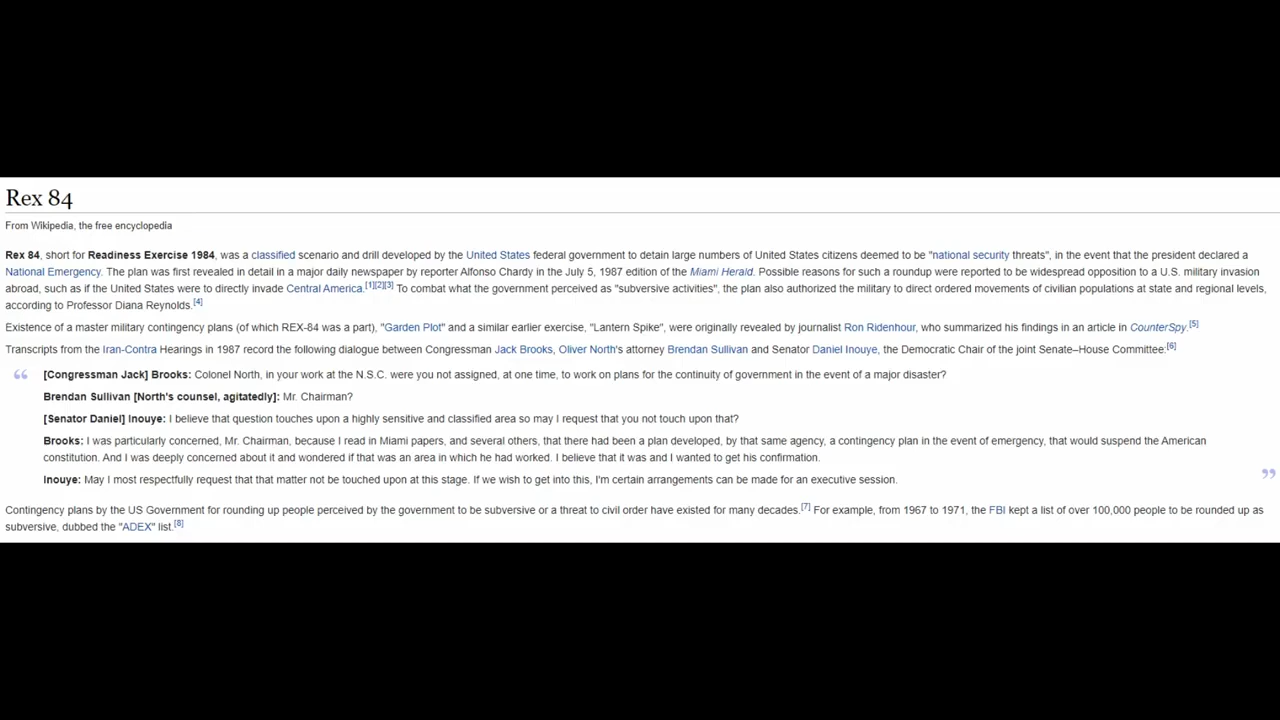 Rex 84
From Wikipedia, the free encyclopedia
Rex 84, short for Readiness Exercise 1984, was a classified scenario and drill developed by the United States federal government to detain large numbers of United States citizens deemed to be "national security threats", in the event that the president declared a
National Emergency. The plan was first revealed in detail in a major daily newspaper by reporter Alfonso Chardy in the July 5, 1987 edition of the Miami Herald. Possible reasons for such a roundup were reported to be widespread opposition to a U.S. military invasion
abroad, such as if the United States were to directly invade Central America.[1][2][3] To combat what the government perceived as "subversive activities", the plan also authorized the military to direct ordered movements of civilian populations at state and regional levels,
according to Professor Diana Reynolds.[4]
Existence of a master military contingency plans (of which REX-84 was a part), "Garden Plot" and a similar earlier exercise, "Lantern Spike", were originally revealed by journalist Ron Ridenhour, who summarized his findings in an article in CounterSpy.[5]
Transcripts from the Iran-Contra Hearings in 1987 record the following dialogue between Congressman Jack Brooks, Oliver North's attorney Brendan Sullivan and Senator Daniel Inouye, the Democratic Chair of the joint Senate–House Committee:[6]
“ [Congressman Jack] Brooks: Colonel North, in your work at the N.S.C. were you not assigned, at one time, to work on plans for the continuity of government in the event of a major disaster?
Brendan Sullivan [North's counsel, agitatedly]: Mr. Chairman?
[Senator Daniel] Inouye: I believe that question touches upon a highly sensitive and classified area so may I request that you not touch upon that?
Brooks: I was particularly concerned, Mr. Chairman, because I read in Miami papers, and several others, that there had been a plan developed, by that same agency, a contingency plan in the event of emergency, that would suspend the American
constitution. And I was deeply concerned about it and wondered if that was an area in which he had worked. I believe that it was and I wanted to get his confirmation.
Inouye: May I most respectfully request that that matter not be touched upon at this stage. If we wish to get into this, I'm certain arrangements can be made for an executive session. ”
Contingency plans by the US Government for rounding up people perceived by the government to be subversive or a threat to civil order have existed for many decades.[7] For example, from 1967 to 1971, the FBI kept a list of over 100,000 people to be rounded up as
subversive, dubbed the "ADEX" list.[8]